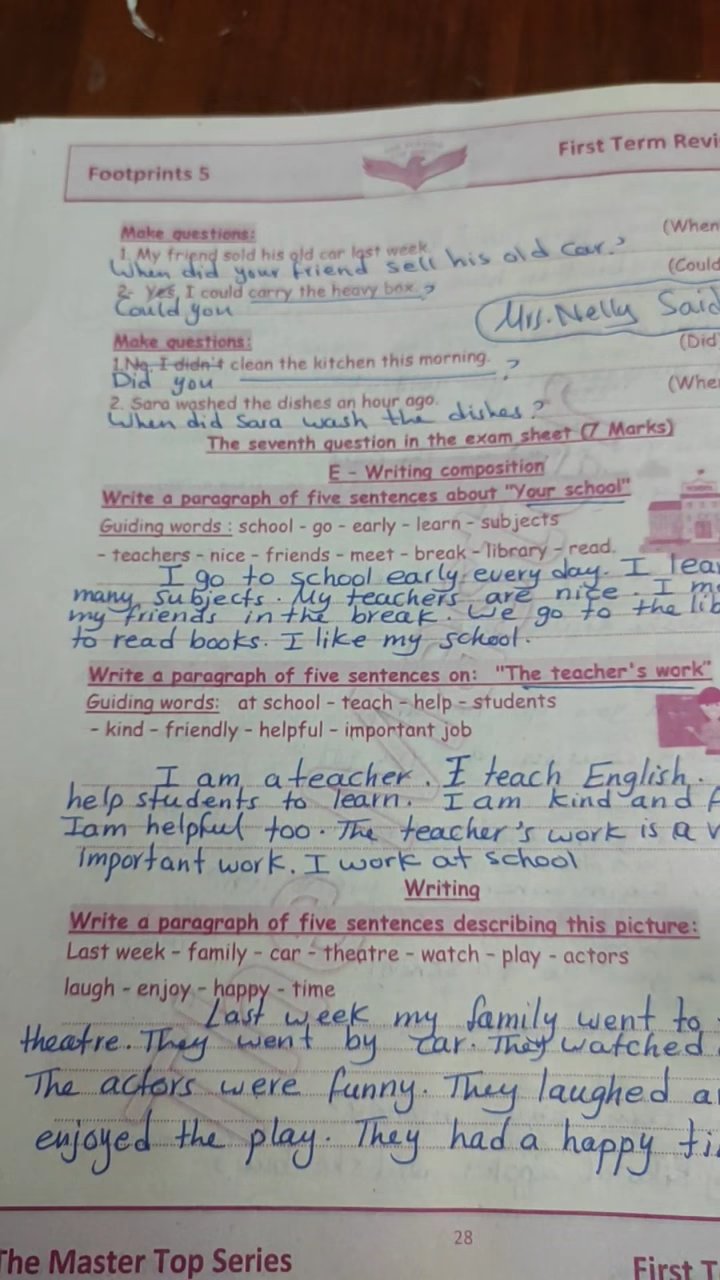 First Term Revi
Footprints 5
Make questions: (When
1. My friend sold his old car last week.
When did your friend sell his old car?
(Could
2- Yes, I could carry the heavy box ?
Could you
Mrs. Nelly Said
Make questions: (Did
1.No, I didn't clean the kitchen this morning. ?
Did you
(Whe
2. Sara washed the dishes an hour ago.
When did Sara wash the dishes?
The seventh question in the exam sheet (7 Marks)
E - Writing composition
Write a paragraph of five sentences about "Your school"
Guiding words : school - go - early - learn - subjects
- teachers - nice - friends - meet - break - library - read.
I go to school early every day. I lear
many subjects. My teachers are nice. I m
my friends in the break. We go to the lib
to read books. I like my school.
Write a paragraph of five sentences on: "The teacher's work"
Guiding words: at school - teach - help - students
- kind - friendly - helpful - important job
I am a teacher. I teach English.
help students to learn. I am kind and f
I am helpful too. The teacher's work is a v
important work. I work at school
Writing
Write a paragraph of five sentences describing this picture:
Last week - family - car - theatre - watch - play - actors
laugh - enjoy - happy - time
Last week my family went to
theatre. They went by car. They watched
The actors were funny. They laughed a
enjoyed the play. They had a happy ti
28
The Master Top Series
First T